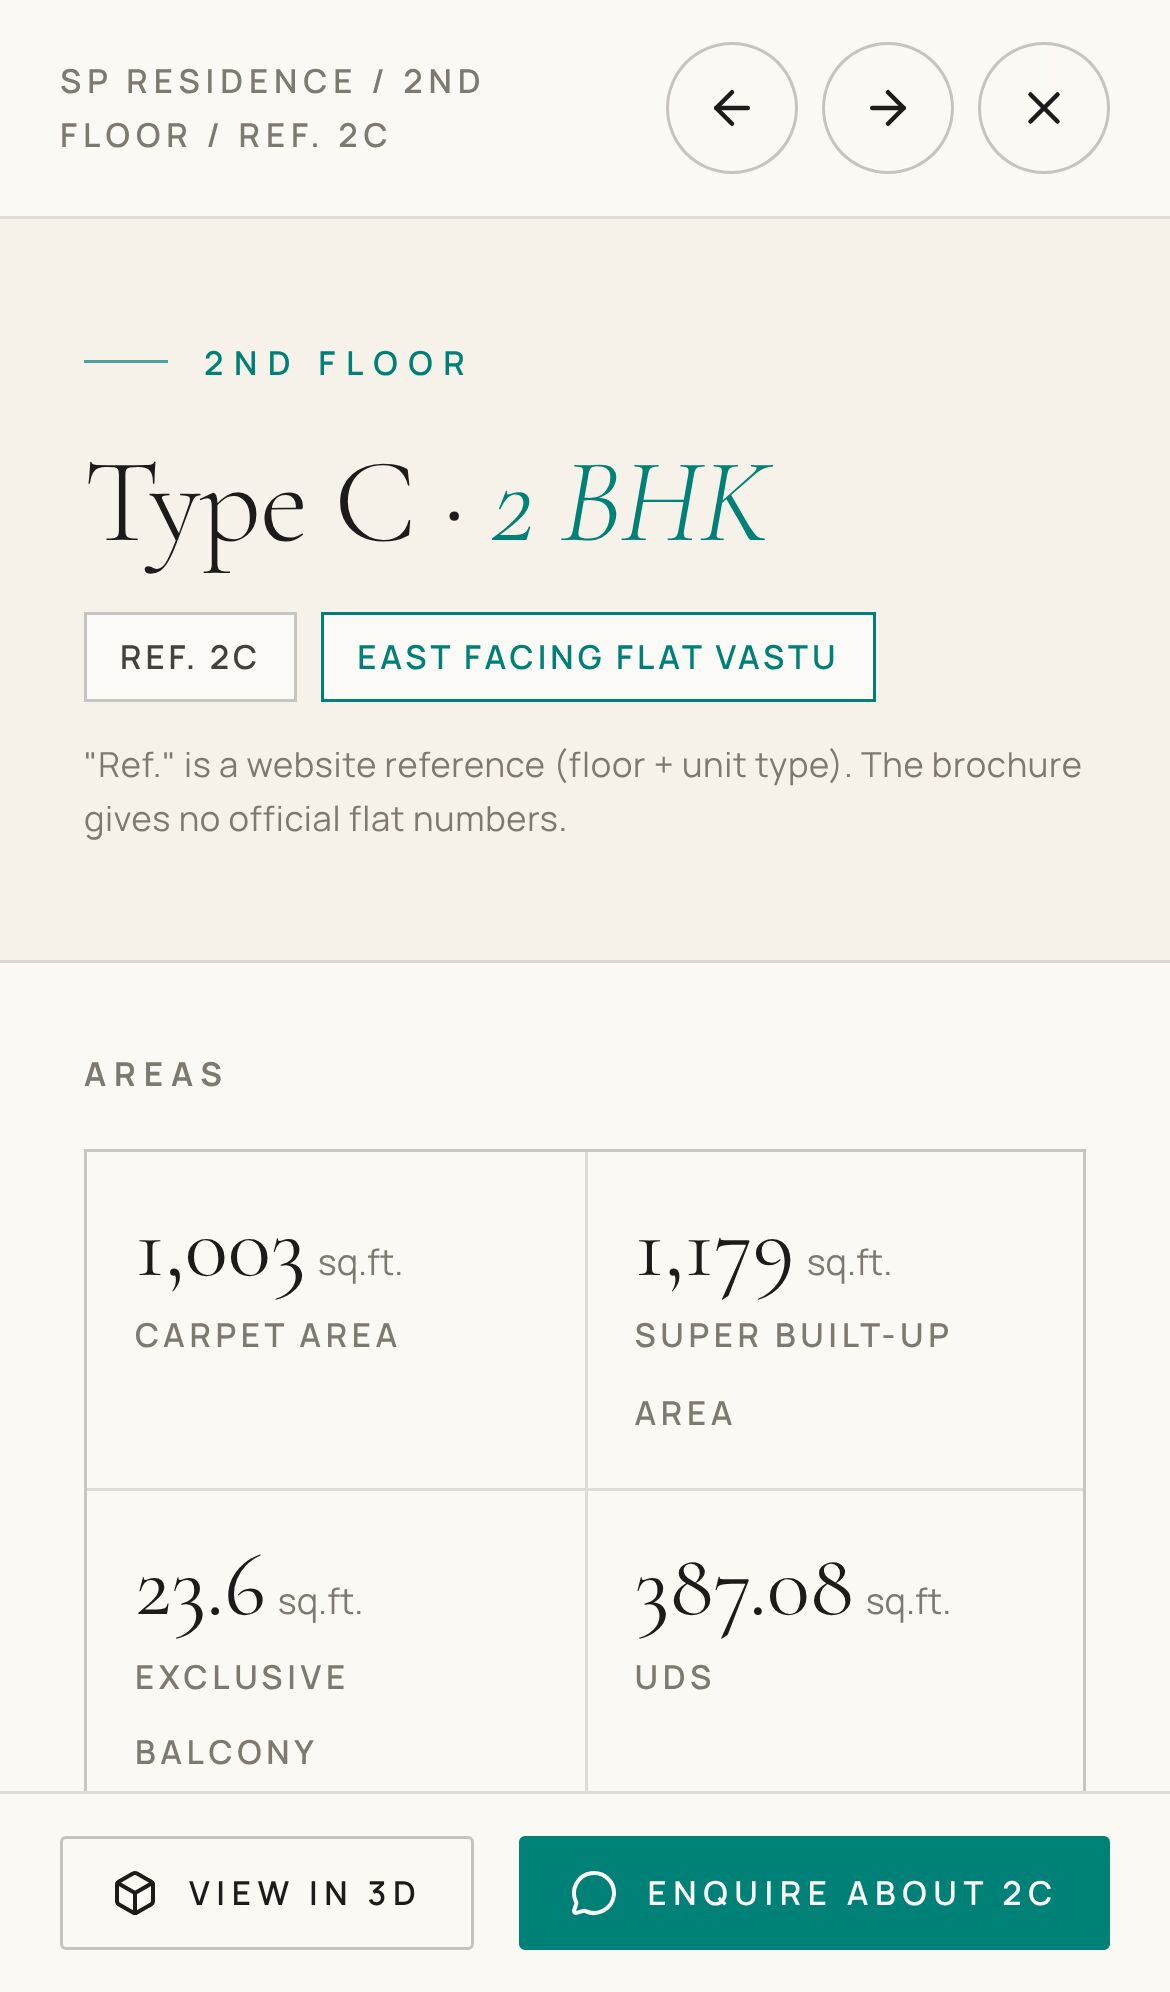 SP RESIDENCE / 2ND
FLOOR / REF. 2C
2ND FLOOR
Type C · 2 BHK
REF. 2C
EAST FACING FLAT VASTU
"Ref." is a website reference (floor + unit type). The brochure
gives no official flat numbers.
AREAS
1,003 sq.ft.
CARPET AREA
1,179 sq.ft.
SUPER BUILT-UP
AREA
23.6 sq.ft.
EXCLUSIVE
BALCONY
387.08 sq.ft.
UDS
VIEW IN 3D
ENQUIRE ABOUT 2C